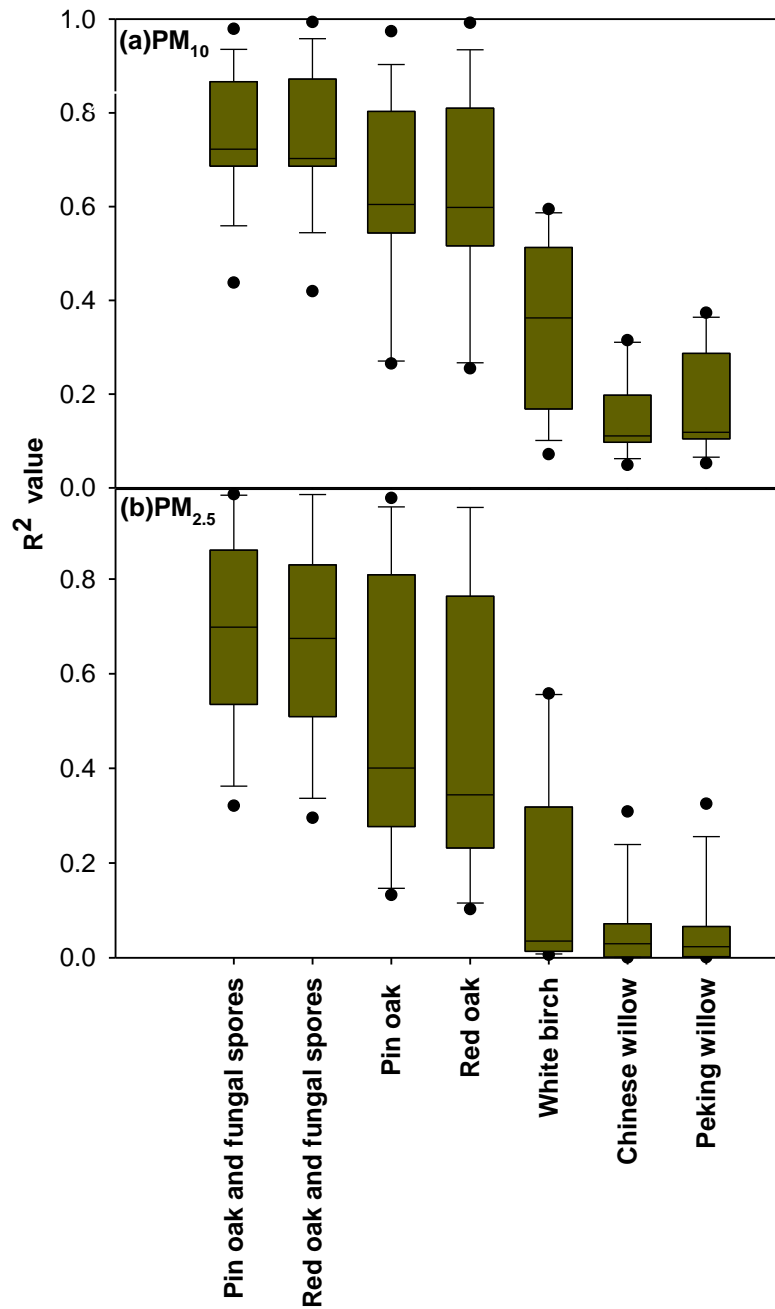 1.0
(a)PM10
0.8
0.6
0.4
0.2
0.0
(b)PM2.5
0.8
0.6
0.4
0.2
0.0
R2 value
Pin oak and fungal spores
Red oak and fungal spores
Pin oak
Red oak
White birch
Chinese willow
Peking willow